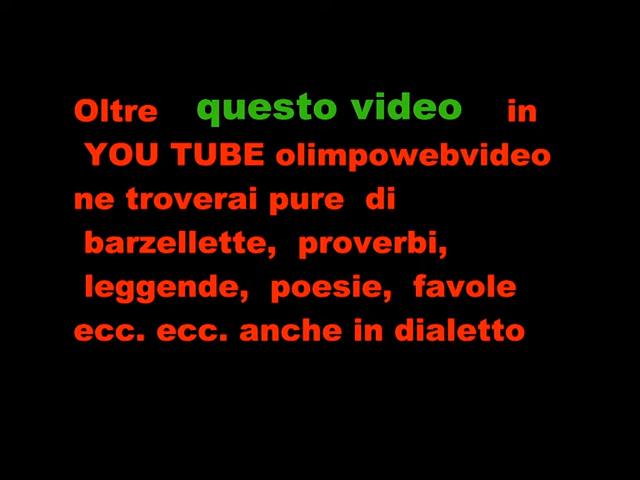 Oltre questo video in
YOU TUBE olimpowebvideo
ne troverai pure di
barzellette, proverbi,
leggende, poesie, favole
ecc. ecc. anche in dialetto